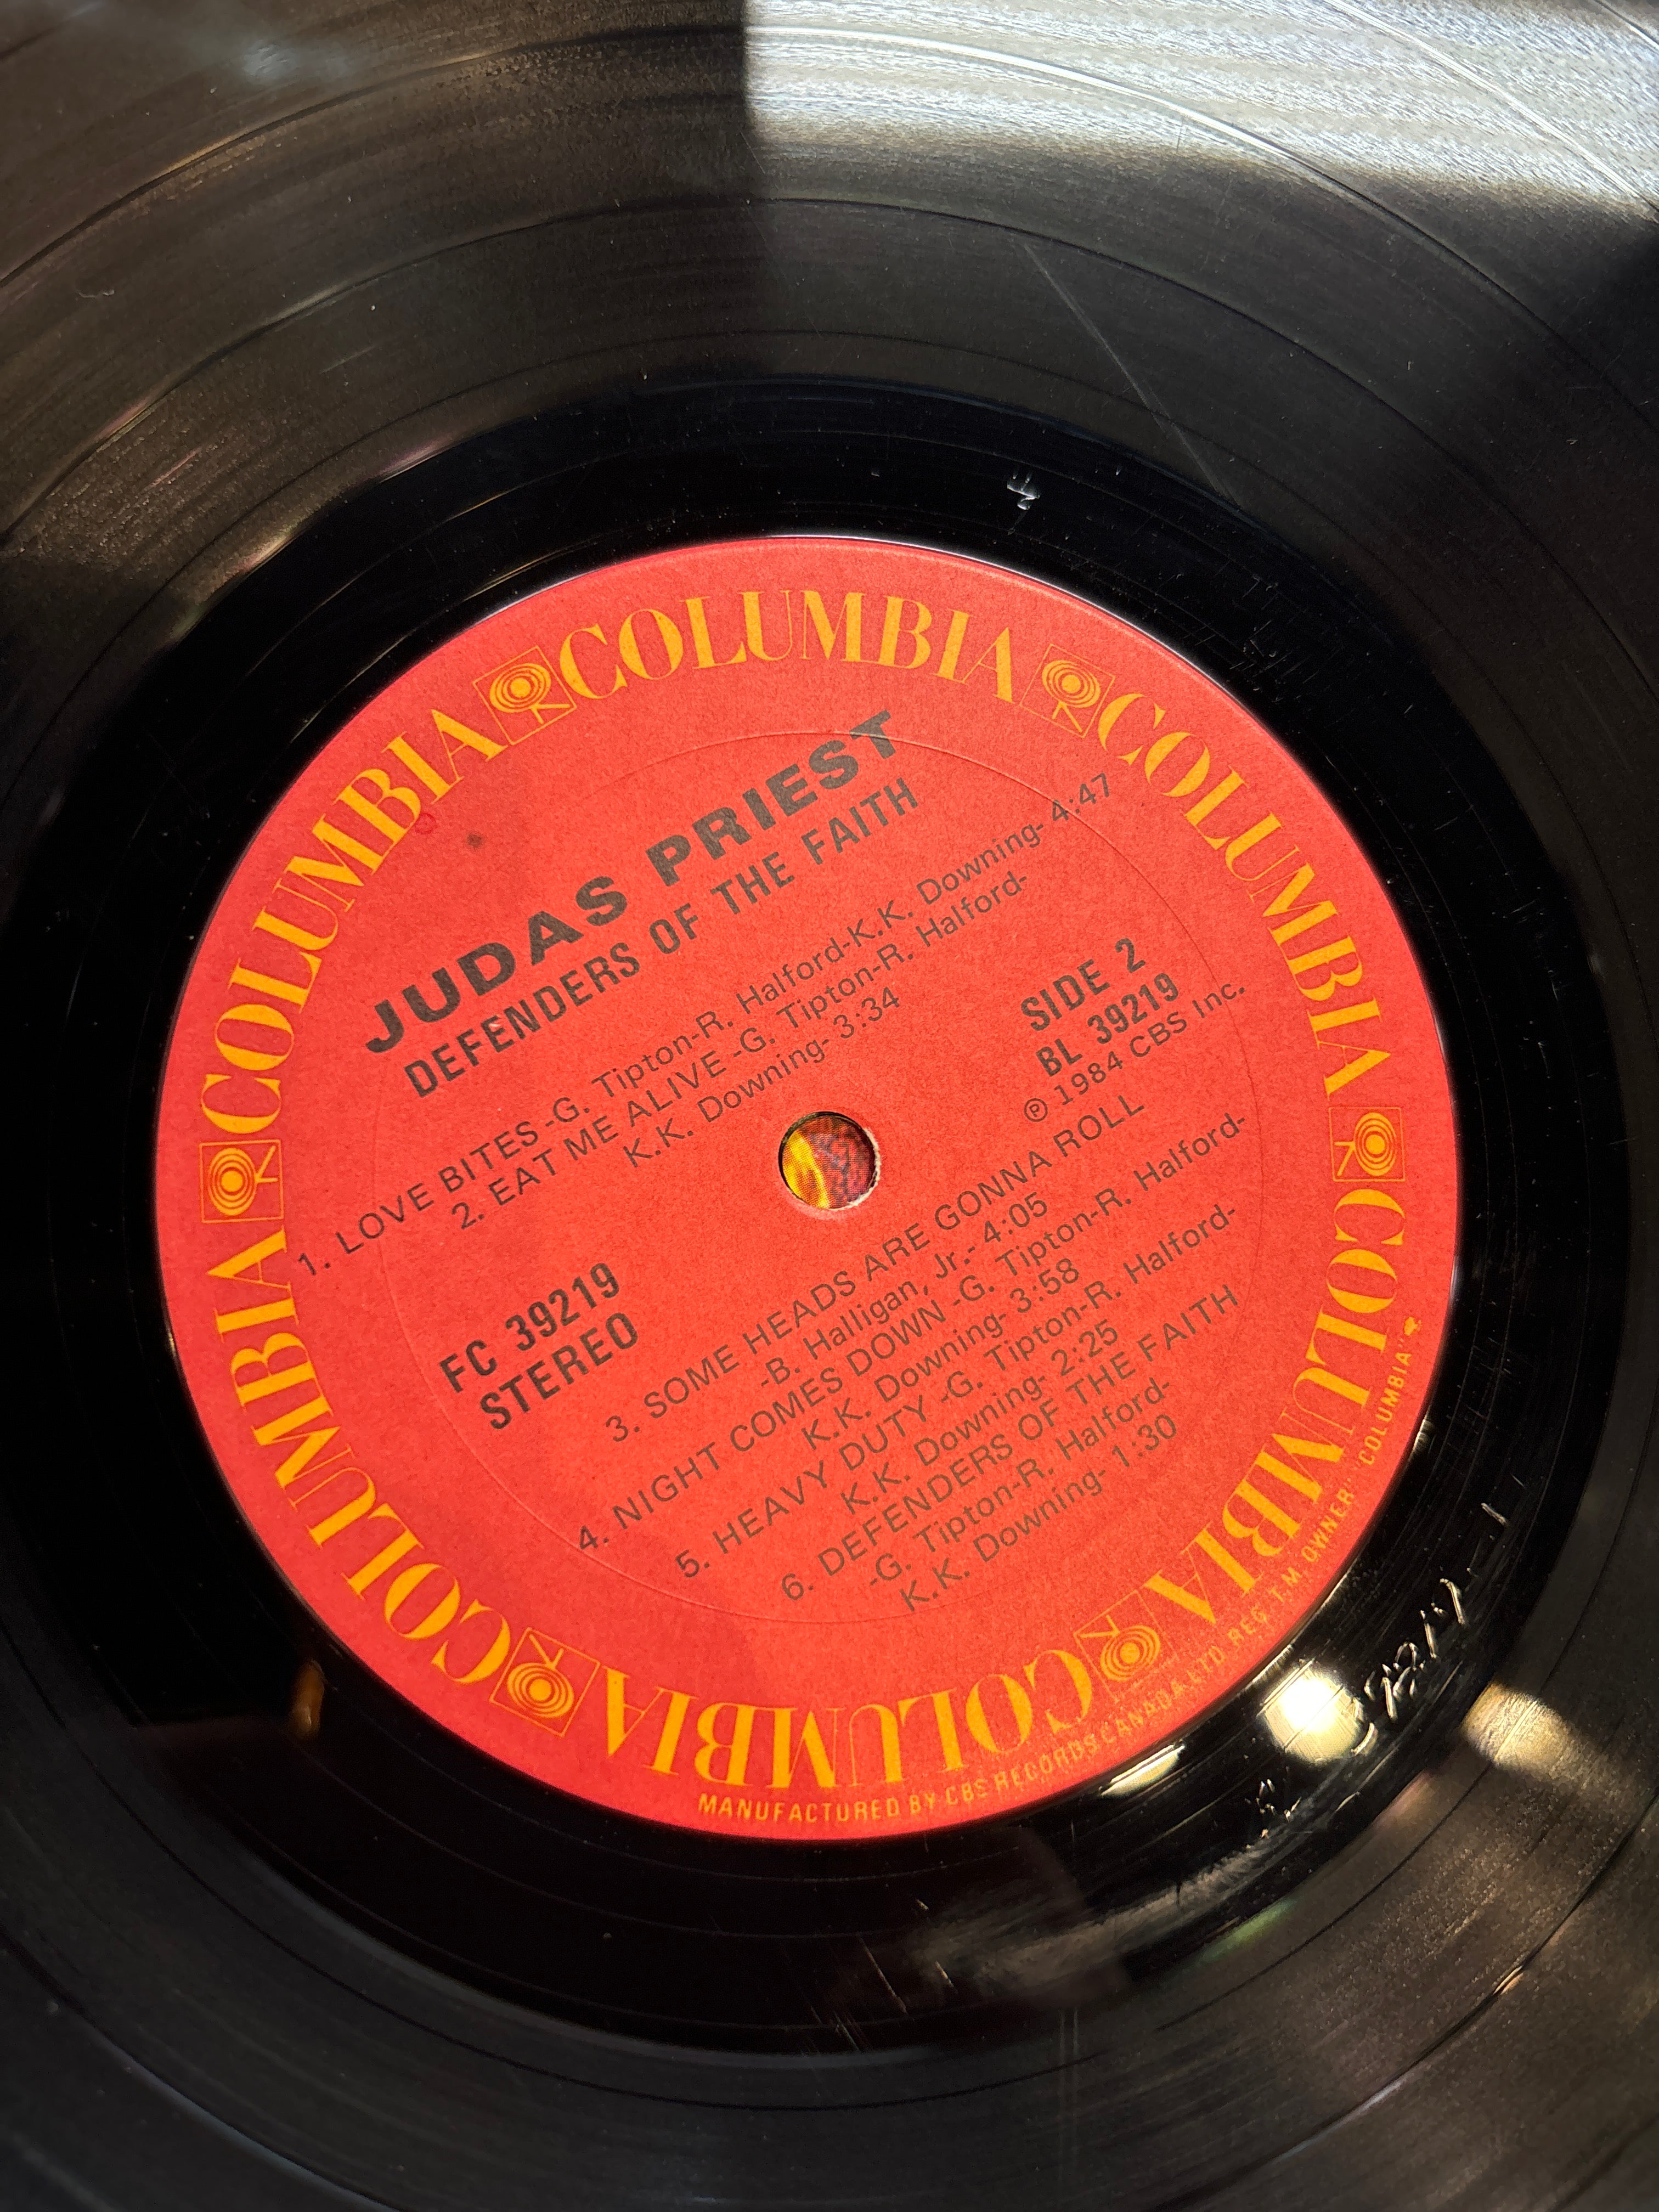 COLUMBIA COLUMBIA COLUMBIA COLUMBIA COLUMBIA COLUMBIA COLUMBIA COLUMBIA COLUMBIA COLUMBIA
JUDAS PRIEST
DEFENDERS OF THE FAITH
1. LOVE BITES -G. Tipton-R. Halford-K.K. Downing- 4:47
2. EAT ME ALIVE -G. Tipton-R. Halford-
K.K. Downing- 3:34
SIDE 2
BL 39219
℗ 1984 CBS Inc.
FC 39219
STEREO
3. SOME HEADS ARE GONNA ROLL
-B. Halligan, Jr.- 4:05
4. NIGHT COMES DOWN -G. Tipton-R. Halford-
K.K. Downing- 3:58
5. HEAVY DUTY -G. Tipton-R. Halford-
K.K. Downing- 2:25
6. DEFENDERS OF THE FAITH
-G. Tipton-R. Halford-
K.K. Downing- 1:30
MANUFACTURED BY CBS RECORDS CANADA LTD. REG. T.M. OWNER "COLUMBIA"